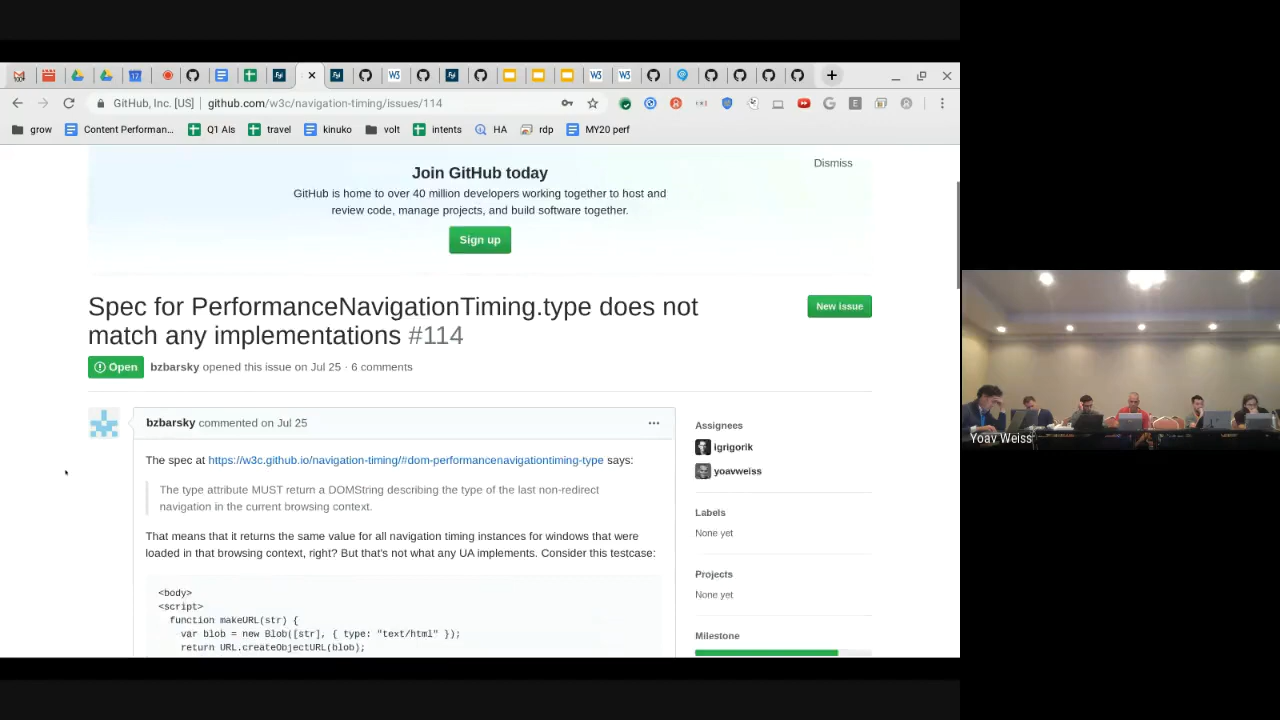 GitHub, Inc. [US] | github.com/w3c/navigation-timing/issues/114
grow Content Performan... Q1 AIs travel kinuko volt intents HA rdp MY20 perf
Join GitHub today
Dismiss
GitHub is home to over 40 million developers working together to host and
review code, manage projects, and build software together.
Sign up
Spec for PerformanceNavigationTiming.type does not
match any implementations #114
New issue
Open bzbarsky opened this issue on Jul 25 · 6 comments
bzbarsky commented on Jul 25
The spec at https://w3c.github.io/navigation-timing/#dom-performancenavigationtiming-type says:
The type attribute MUST return a DOMString describing the type of the last non-redirect
navigation in the current browsing context.
That means that it returns the same value for all navigation timing instances for windows that were
loaded in that browsing context, right? But that's not what any UA implements. Consider this testcase:
<body>
<script>
function makeURL(str) {
var blob = new Blob([str], { type: "text/html" });
return URL.createObjectURL(blob);
Assignees
igrigorik
yoavweiss
Labels
None yet
Projects
None yet
Milestone
Yoav Weiss